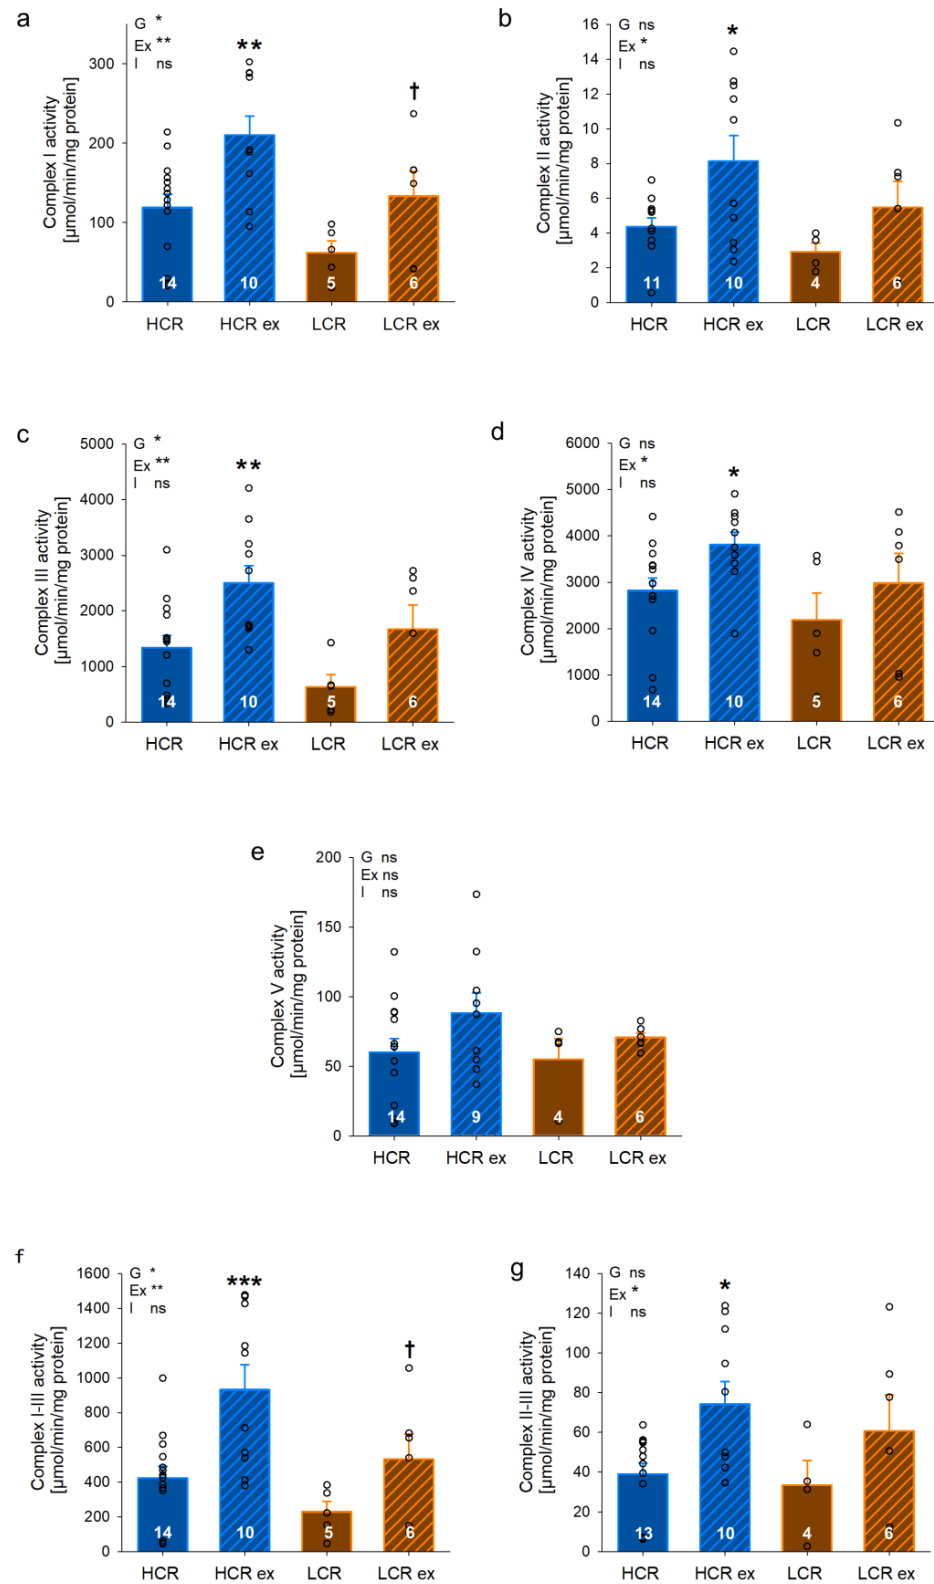 a
G *
Ex **
I ns
Complex I activity
[µmol/min/mg protein]
300
200
100
0
**
†
14
10
5
6
HCR
HCR ex
LCR
LCR ex
b
G ns
Ex *
I ns
Complex II activity
[µmol/min/mg protein]
16
14
12
10
8
6
4
2
0
*
11
10
4
6
HCR
HCR ex
LCR
LCR ex
c
G *
Ex **
I ns
Complex III activity
[µmol/min/mg protein]
5000
4000
3000
2000
1000
0
**
14
10
5
6
HCR
HCR ex
LCR
LCR ex
d
G ns
Ex *
I ns
Complex IV activity
[µmol/min/mg protein]
6000
5000
4000
3000
2000
1000
0
*
14
10
5
6
HCR
HCR ex
LCR
LCR ex
e
G ns
Ex ns
I ns
Complex V activity
[µmol/min/mg protein]
200
150
100
50
0
14
9
4
6
HCR
HCR ex
LCR
LCR ex
f
G *
Ex **
I ns
Complex I-III activity
[µmol/min/mg protein]
1600
1400
1200
1000
800
600
400
200
0
***
†
14
10
5
6
HCR
HCR ex
LCR
LCR ex
g
G ns
Ex *
I ns
Complex II-III activity
[µmol/min/mg protein]
140
120
100
80
60
40
20
0
*
13
10
4
6
HCR
HCR ex
LCR
LCR ex